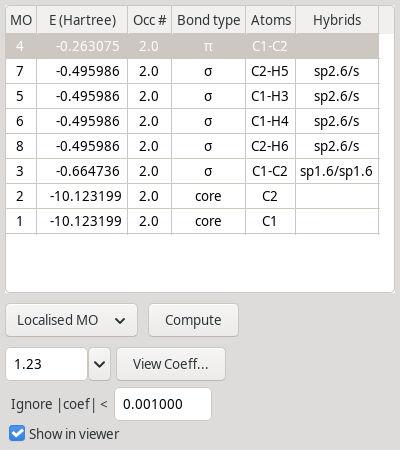 MO E (Hartree) Occ # Bond type Atoms Hybrids
4 -0.263075 2.0 π C1-C2
7 -0.495986 2.0 σ C2-H5 sp2.6/s
5 -0.495986 2.0 σ C1-H3 sp2.6/s
6 -0.495986 2.0 σ C1-H4 sp2.6/s
8 -0.495986 2.0 σ C2-H6 sp2.6/s
3 -0.664736 2.0 σ C1-C2 sp1.6/sp1.6
2 -10.123199 2.0 core C2
1 -10.123199 2.0 core C1
Localised MO Compute
1.23 View Coeff...
Ignore |coef| < 0.001000
Show in viewer